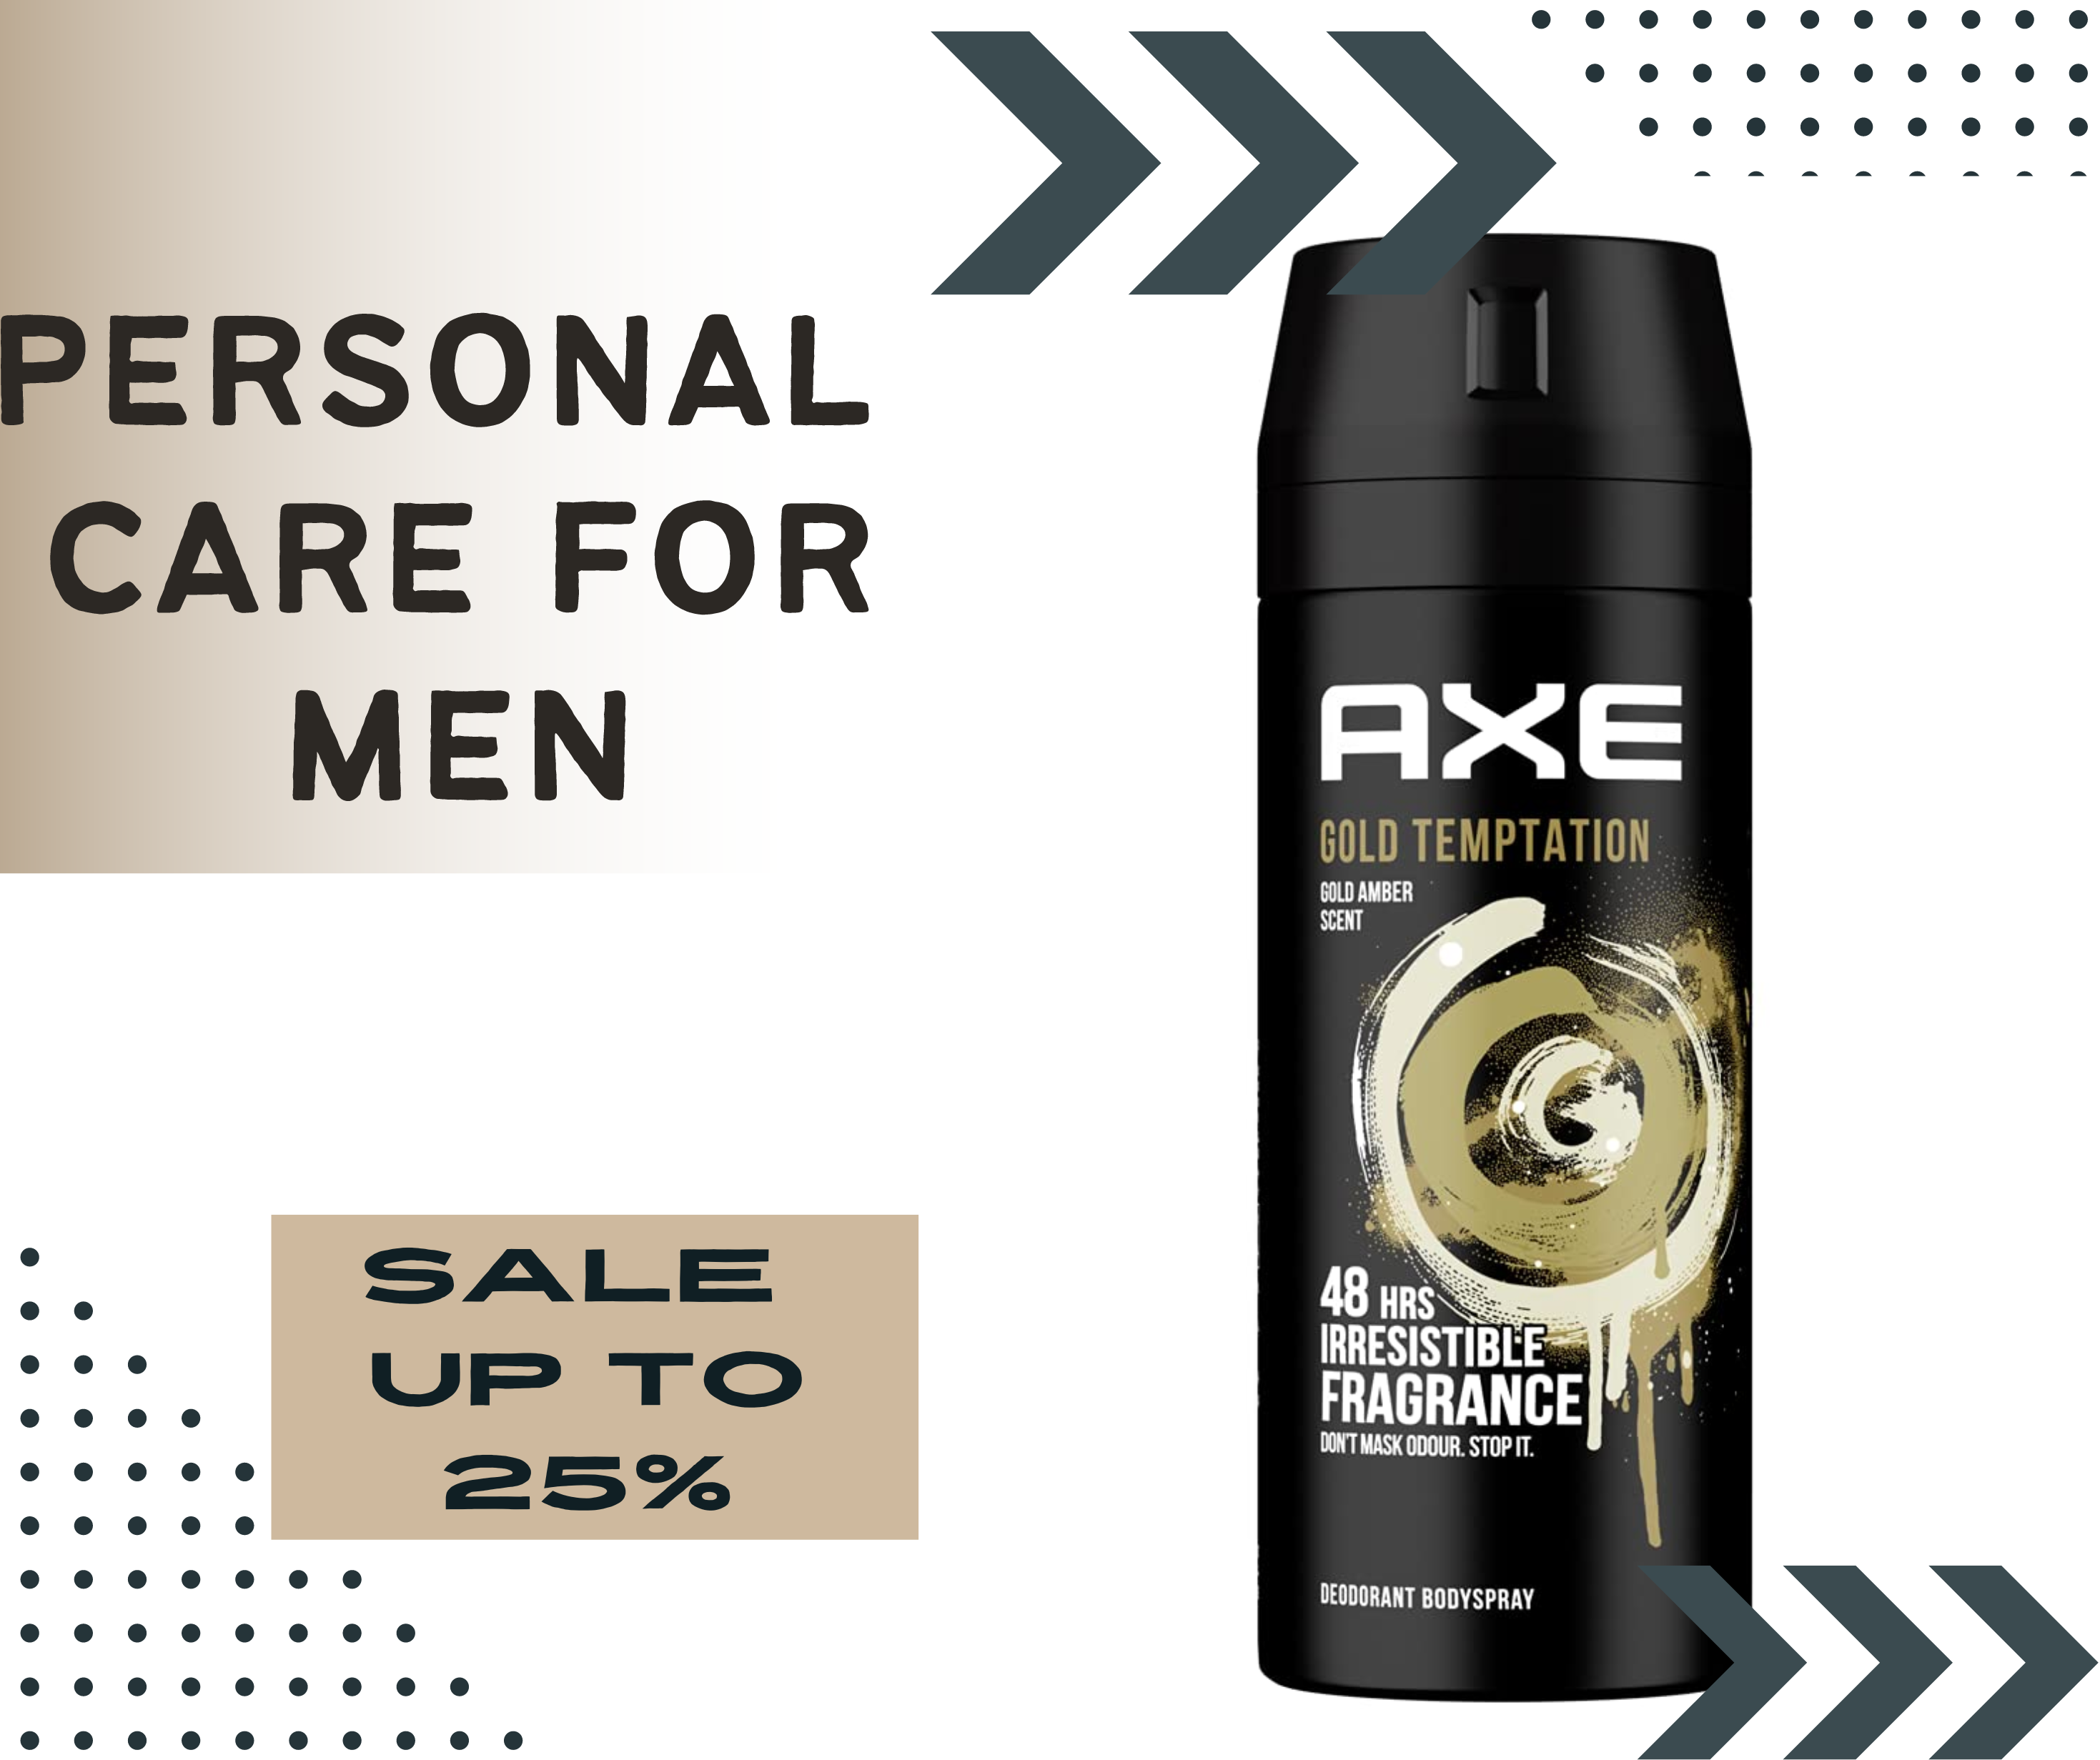 PERSONAL
CARE FOR
MEN
SALE
UP TO
25%
AXE
GOLD TEMPTATION
GOLD AMBER
SCENT
48 HRS
IRRESISTIBLE
FRAGRANCE
DON'T MASK ODOUR. STOP IT.
DEODORANT BODYSPRAY